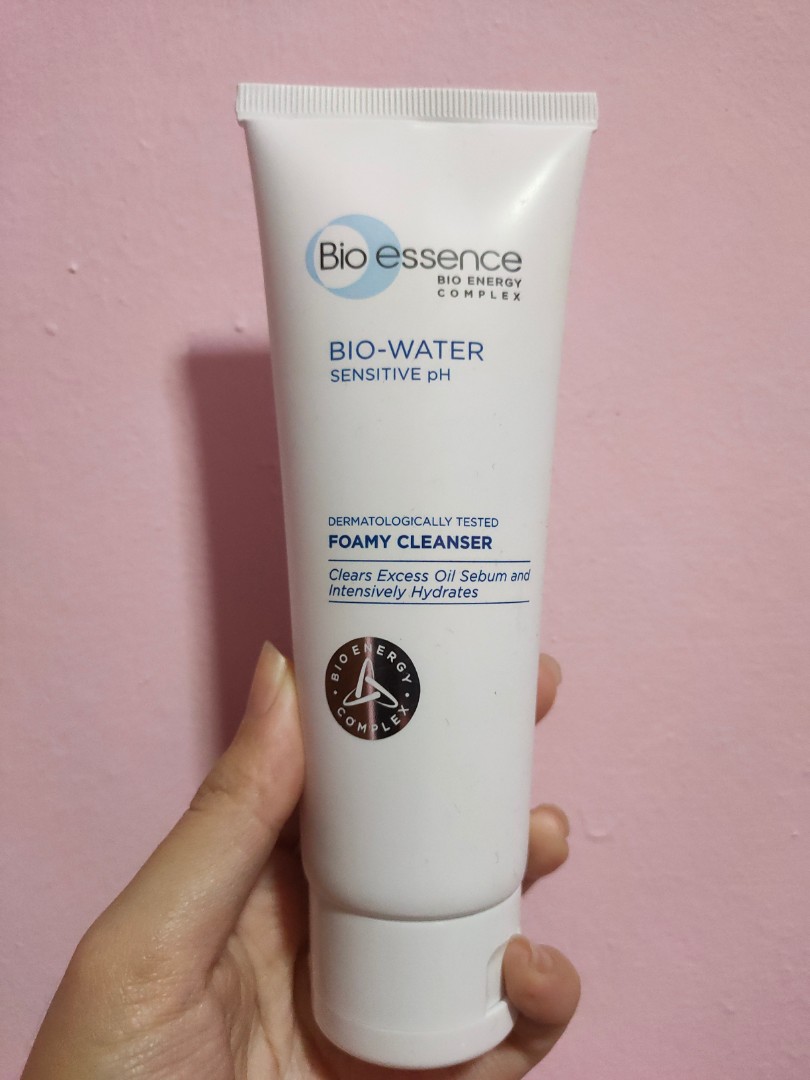 Bio essence
BIO ENERGY
COMPLEX
BIO-WATER
SENSITIVE pH
DERMATOLOGICALLY TESTED
FOAMY CLEANSER
Clears Excess Oil Sebum and
Intensively Hydrates
BIOENERGY
COMPLEX